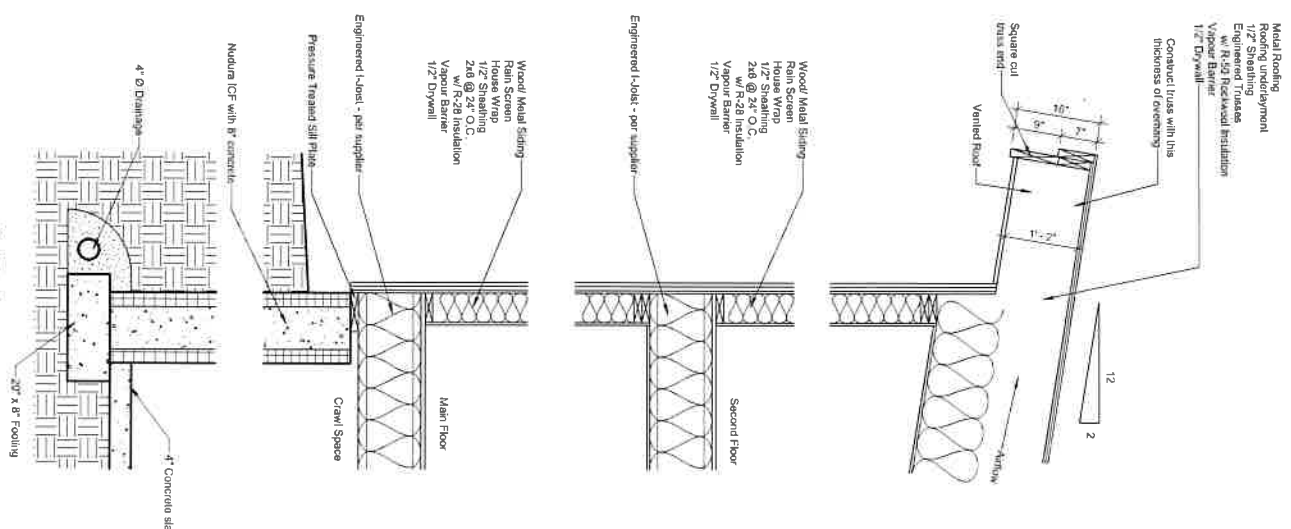 Metal Roofing
Roofing underlayment
1/2" Sheathing
Engineered Trusses
w/ R-50 Rockwool Insulation
Vapour Barrier
1/2" Drywall
Construct truss with this
thickness of overhang
16"
9"
7"
Square cut
truss end
Vented Roof
1'-2"
12
2
Airflow
Wood/ Metal Siding
Rain Screen
House Wrap
1/2" Sheathing
2x6 @ 24" O.C.
w/ R-28 Insulation
Vapour Barrier
1/2" Drywall
Second Floor
Engineered I-Joist - per supplier
Wood/ Metal Siding
Rain Screen
House Wrap
1/2" Sheathing
2x6 @ 24" O.C.
w/ R-28 Insulation
Vapour Barrier
1/2" Drywall
Main Floor
Engineered I-Joist - per supplier
Pressure Treated Sill Plate
Crawl Space
Nudura ICF with 8" concrete
4" Ø Drainage
4" Concrete sla
20" x 8" Footing